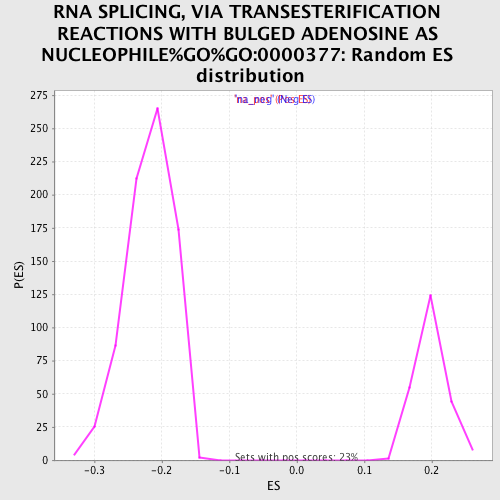 RNA SPLICING, VIA TRANSESTERIFICATION
REACTIONS WITH BULGED ADENOSINE AS
NUCLEOPHILE%GO%GO:0000377: Random ES
distribution
275
250
225
200
175
150
125
100
75
50
25
0
P(ES)
Sets with pos scores: 23%
-0.3
-0.2
-0.1
0.0
0.1
0.2
ES